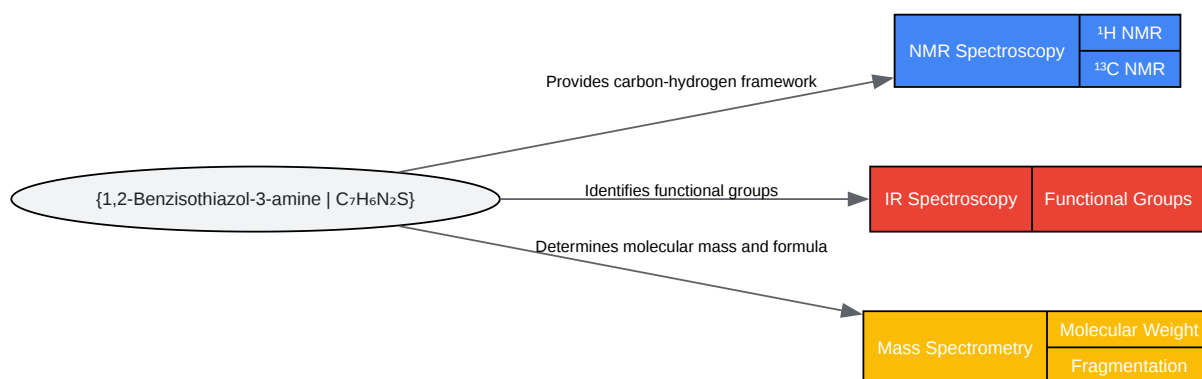 {1,2-Benzisothiazol-3-amine | C₇H₆N₂S}
Provides carbon-hydrogen framework
Identifies functional groups
Determines molecular mass and formula
NMR Spectroscopy
¹H NMR
¹³C NMR
IR Spectroscopy
Functional Groups
Mass Spectrometry
Molecular Weight
Fragmentation